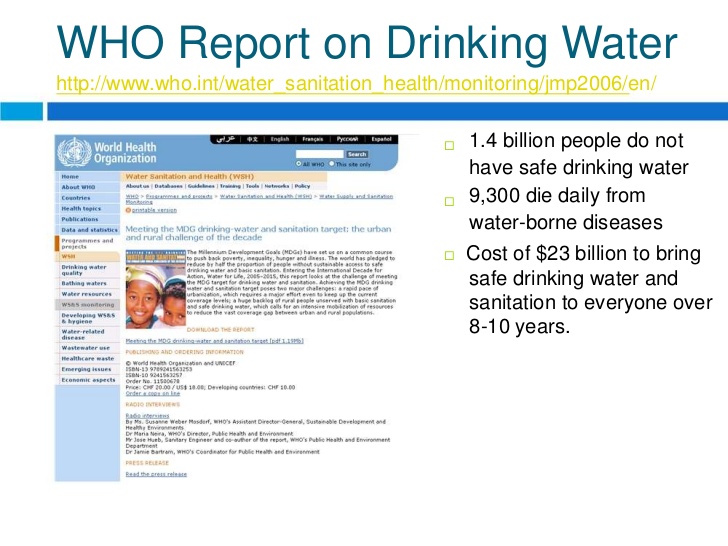 WHO Report on Drinking Water
http://www.who.int/water_sanitation_health/monitoring/jmp2006/en/
World Health
Organization
عربي
中文
English
Français
Русский
Español
Search
All WHO
This site only
Home
About WHO
Countries
Health topics
Publications
Data and statistics
Programmes and
projects
WSH
Drinking water
quality
Bathing waters
Water resources
WS&S monitoring
Developing WS&S
& hygiene
Water-related
disease
Wastewater use
Healthcare waste
Emerging issues
Economic aspects
Water Sanitation and Health (WSH)
About us | Databases | Guidelines | Training | Tools | Networks | Policy
WHO > Programmes and projects > Water Sanitation and Health (WSH) > Water Supply and Sanitation
Monitoring
printable version
Meeting the MDG drinking-water and sanitation target: the urban
and rural challenge of the decade
The Millennium Development Goals (MDGs) have set us on a common course
to push back poverty, inequality, hunger and illness. The world has pledged to
reduce by half the proportion of people without sustainable access to safe
drinking water and basic sanitation. Entering the International Decade for
Action, Water for Life, 2005-2015, this report looks at the challenge of meeting
the MDG target for drinking water and sanitation. Achieving the MDG drinking
water and sanitation target poses two major challenges: a rapid pace of
urbanization, which requires a major effort even to keep up the current
coverage levels; a huge backlog of rural people unserved with basic sanitation
and safe drinking water, which calls for an intensive mobilization of resources
to reduce the vast coverage gap between urban and rural populations.
DOWNLOAD THE REPORT
Meeting the MDG drinking-water and sanitation target [pdf 1.19Mb]
PUBLISHING AND ORDERING INFORMATION
© World Health Organization and UNICEF
ISBN-13 9789241563253
ISBN-10 9241563257
Order No. 11500678
Price: CHF 20.00 / US$ 18.00; Developing countries: CHF 10.00
Order a copy on line
RADIO INTERVIEWS
Radio interviews
By Ms. Susanne Weber Mosdorf, WHO's Assistant Director-General, Sustainable Development and
Healthy Environments
Dr Maria Neira, WHO's Director, Public Health and Environment
Mr Jose Hueb, Sanitary Engineer and co-author of the report, WHO's Public Health and Environment
Department
Dr Jamie Bartram, WHO's Coordinator for Public Health and Environment
PRESS RELEASE
Read the press release
1.4 billion people do not
have safe drinking water
9,300 die daily from
water-borne diseases
Cost of $23 billion to bring
safe drinking water and
sanitation to everyone over
8-10 years.